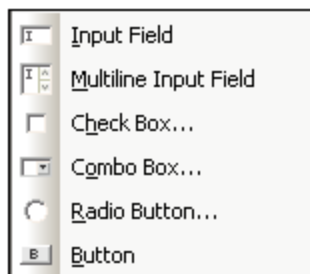 Input Field
Multiline Input Field
Check Box...
Combo Box...
Radio Button...
B Button